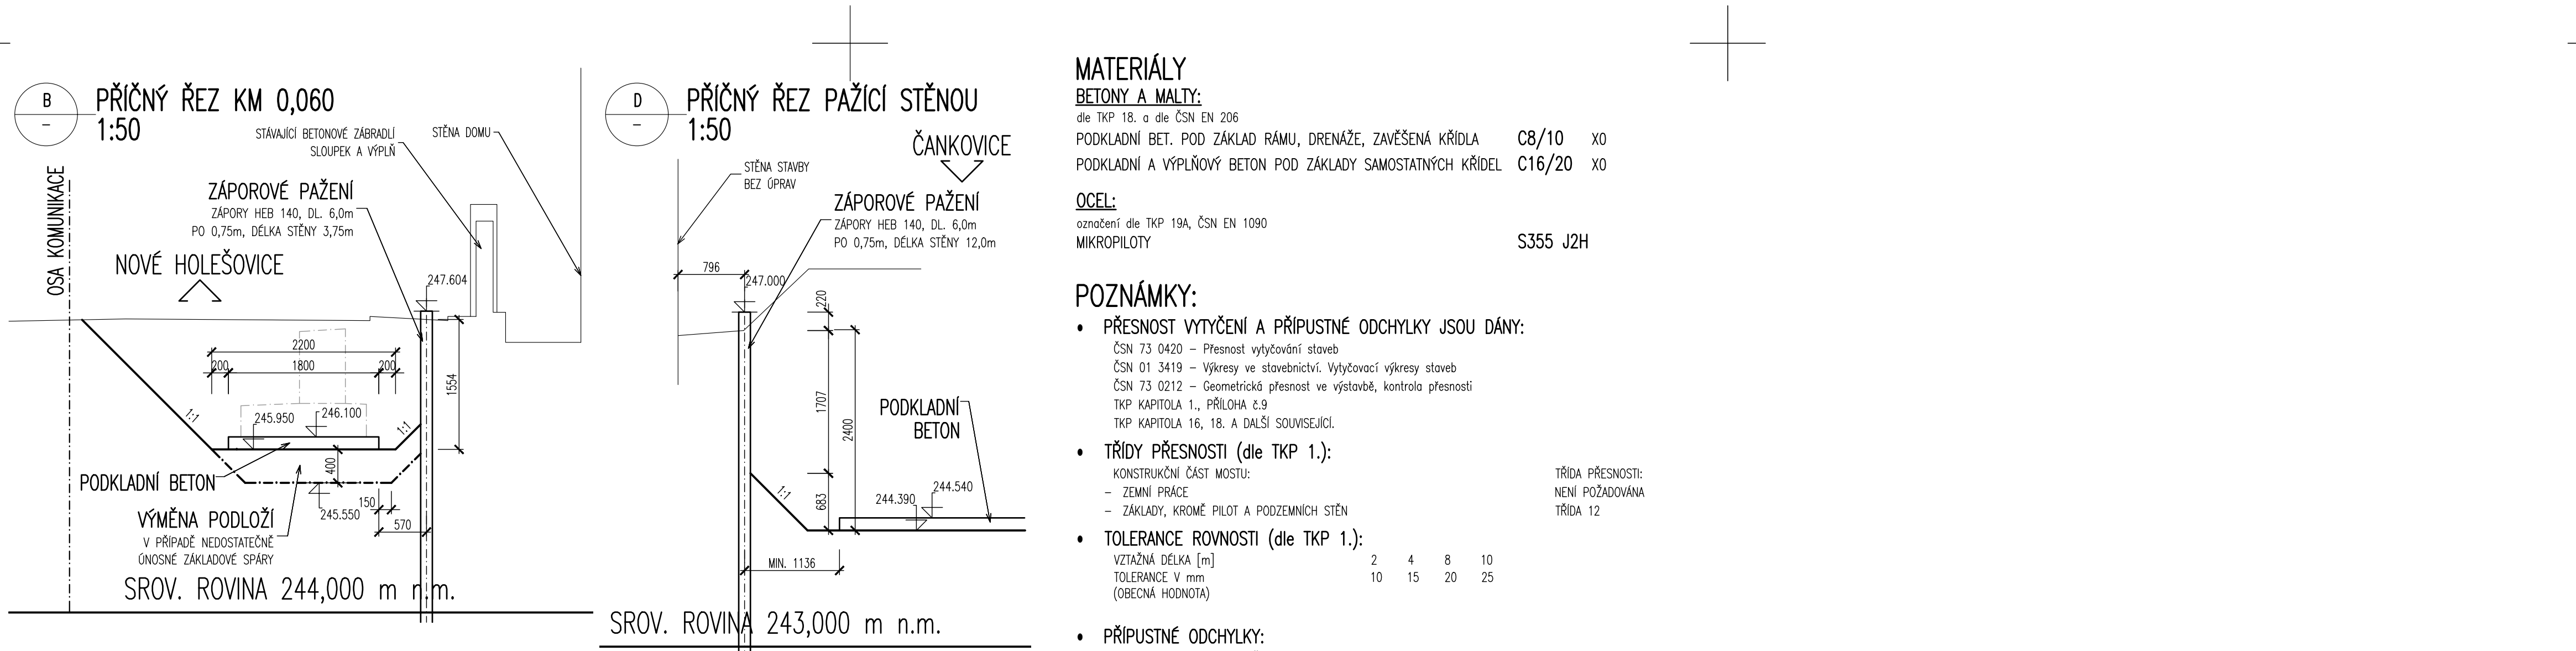 B
–
PŘÍČNÝ ŘEZ KM 0,060
1:50
STÁVAJÍCÍ BETONOVÉ ZÁBRADLÍ
SLOUPEK A VÝPLŇ
STĚNA DOMU
OSA KOMUNIKACE
ZÁPOROVÉ PAŽENÍ
ZÁPORY HEB 140, DL. 6,0m
PO 0,75m, DÉLKA STĚNY 3,75m
NOVÉ HOLEŠOVICE
247.604
2200
200
1800
200
1554
1:1
245.950
246.100
1:1
400
PODKLADNÍ BETON
150
245.550
570
VÝMĚNA PODLOŽÍ
V PŘÍPADĚ NEDOSTATEČNĚ
ÚNOSNÉ ZÁKLADOVÉ SPÁRY
SROV. ROVINA 244,000 m n.m.
D
–
PŘÍČNÝ ŘEZ PAŽÍCÍ STĚNOU
1:50
ČANKOVICE
STĚNA STAVBY
BEZ ÚPRAV
ZÁPOROVÉ PAŽENÍ
ZÁPORY HEB 140, DL. 6,0m
PO 0,75m, DÉLKA STĚNY 12,0m
796
247.000
220
1707
2400
PODKLADNÍ
BETON
1:1
683
244.390
244.540
MIN. 1136
SROV. ROVINA 243,000 m n.m.
MATERIÁLY
BETONY A MALTY:
dle TKP 18. a dle ČSN EN 206
PODKLADNÍ BET. POD ZÁKLAD RÁMU, DRENÁŽE, ZAVĚŠENÁ KŘÍDLA C8/10 X0
PODKLADNÍ A VÝPLŇOVÝ BETON POD ZÁKLADY SAMOSTATNÝCH KŘÍDEL C16/20 X0
OCEL:
označení dle TKP 19A, ČSN EN 1090
MIKROPILOTY S355 J2H
POZNÁMKY:
• PŘESNOST VYTYČENÍ A PŘÍPUSTNÉ ODCHYLKY JSOU DÁNY:
ČSN 73 0420 – Přesnost vytyčování staveb
ČSN 01 3419 – Výkresy ve stavebnictví. Vytyčovací výkresy staveb
ČSN 73 0212 – Geometrická přesnost ve výstavbě, kontrola přesnosti
TKP KAPITOLA 1., PŘÍLOHA č.9
TKP KAPITOLA 16, 18. A DALŠÍ SOUVISEJÍCÍ.
• TŘÍDY PŘESNOSTI (dle TKP 1.):
KONSTRUKČNÍ ČÁST MOSTU: TŘÍDA PŘESNOSTI:
– ZEMNÍ PRÁCE NENÍ POŽADOVÁNA
– ZÁKLADY, KROMĚ PILOT A PODZEMNÍCH STĚN TŘÍDA 12
• TOLERANCE ROVNOSTI (dle TKP 1.):
VZTAŽNÁ DÉLKA [m] 2 4 8 10
TOLERANCE V mm 10 15 20 25
(OBECNÁ HODNOTA)
• PŘÍPUSTNÉ ODCHYLKY: